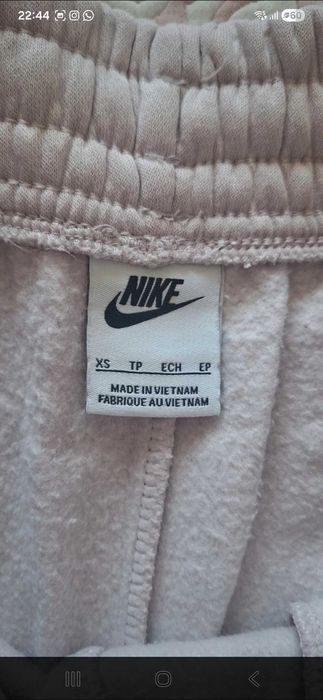 22:44
60
NIKE
XS TP ECH EP
MADE IN VIETNAM
FABRIQUE AU VIETNAM